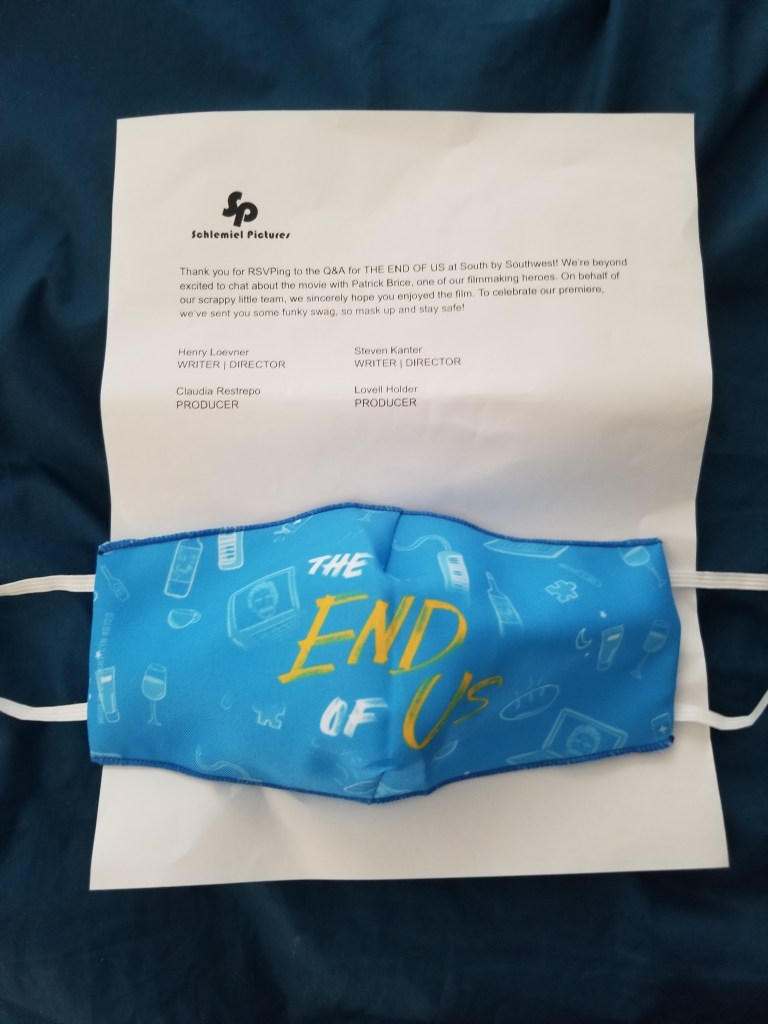 SP
Schlemiel Pictures
Thank you for RSVPing to the Q&A for THE END OF US at South by Southwest! We're beyond
excited to chat about the movie with Patrick Brice, one of our filmmaking heroes. On behalf of
our scrappy little team, we sincerely hope you enjoyed the film. To celebrate our premiere,
we've sent you some funky swag, so mask up and stay safe!
Henry Loevner Steven Kanter
WRITER | DIRECTOR WRITER | DIRECTOR
Claudia Restrepo Lovell Holder
PRODUCER PRODUCER
THE
END
OF US